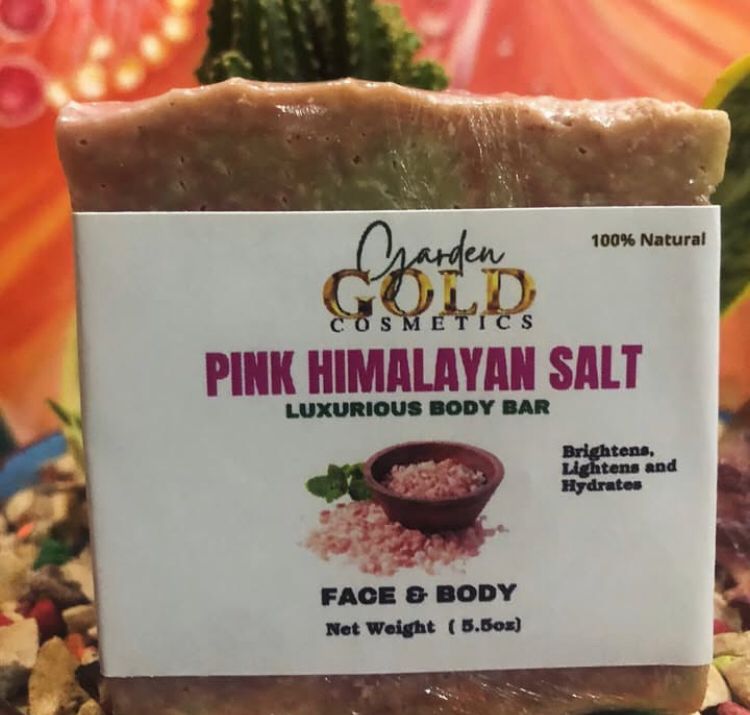 Garden
GOLD
COSMETICS
100% Natural
PINK HIMALAYAN SALT
LUXURIOUS BODY BAR
Brightens,
Lightens and
Hydrates
FACE & BODY
Net Weight ( 5.5oz)